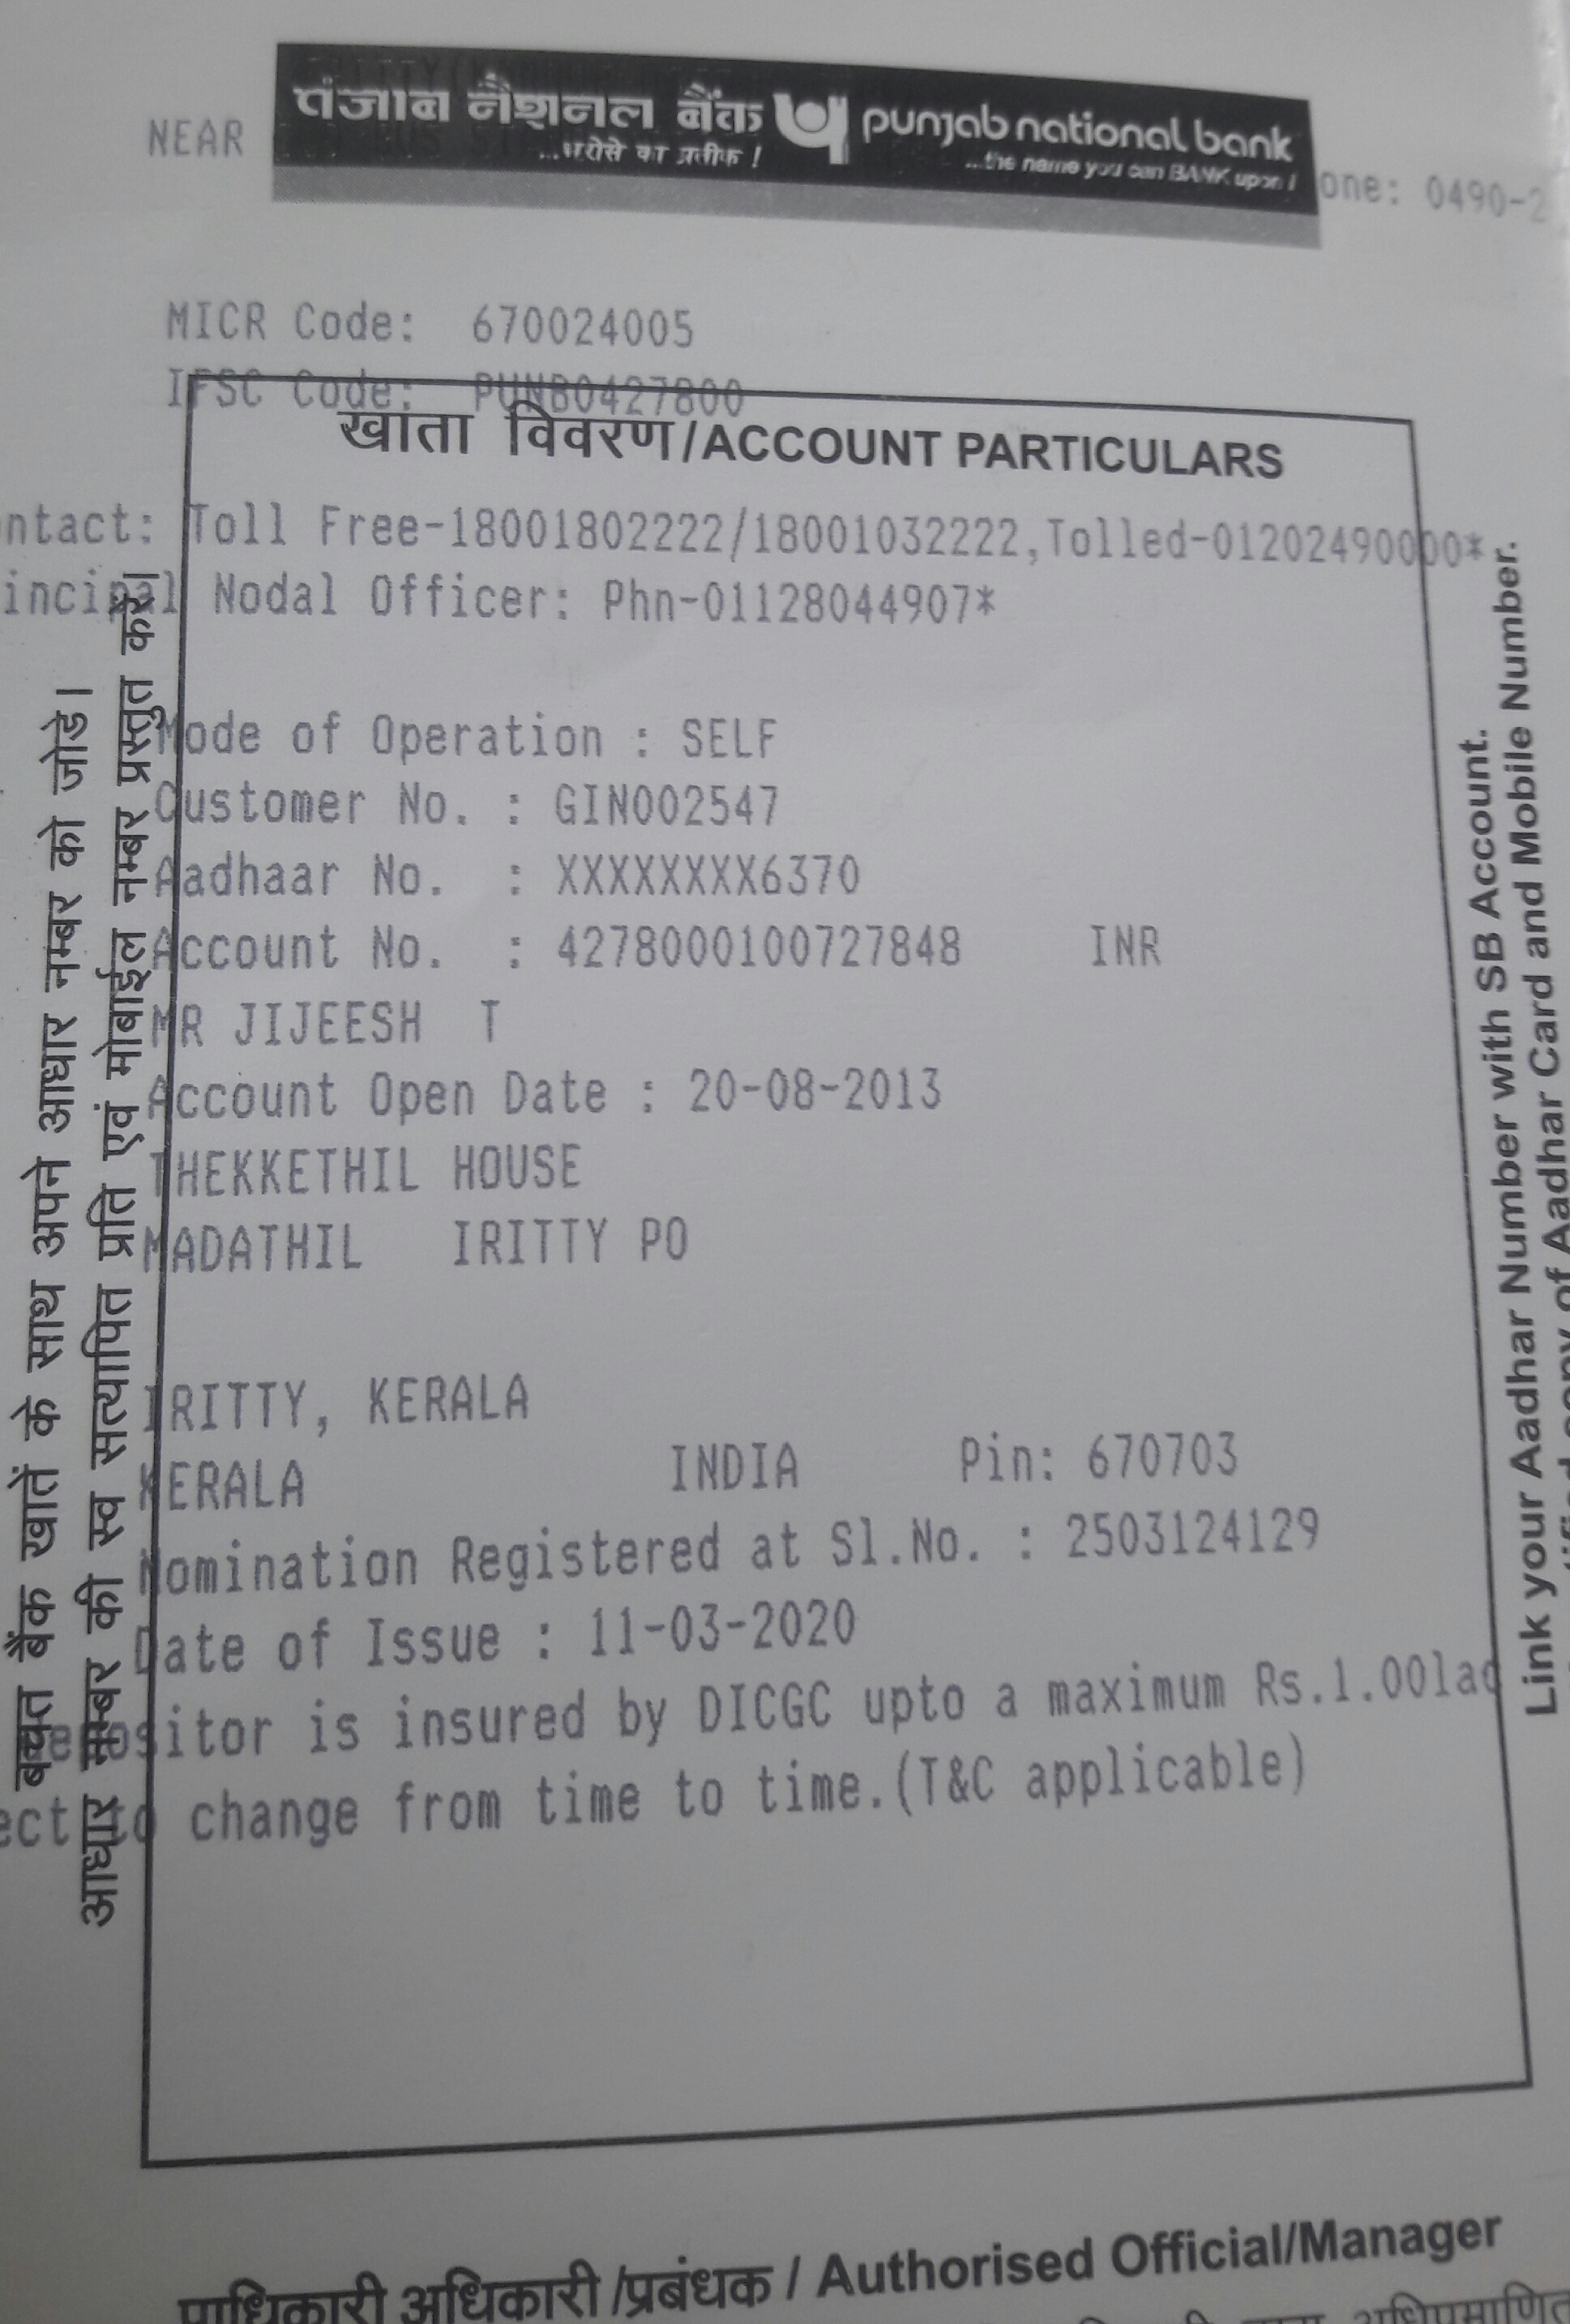 पंजाब नैशनल बैंक punjab national bank
...भरोसे का प्रतीक ! ...the name you can BANK upon !
NEAR
one: 0490-2
MICR Code: 670024005
IFSC Code: PUNB0427800
खाता विवरण/ACCOUNT PARTICULARS
ontact: Toll Free-18001802222/18001032222,Tolled-01202490000*
incipal Nodal Officer: Phn-01128044907*
Mode of Operation : SELF
Customer No. : GIN002547
Aadhaar No. : XXXXXXXX6370
Account No. : 4278000100727848 INR
MR JIJEESH T
Account Open Date : 20-08-2013
THEKKETHIL HOUSE
MADATHIL IRITTY PO
IRITTY, KERALA
KERALA INDIA Pin: 670703
Nomination Registered at Sl.No. : 2503124129
Date of Issue : 11-03-2020
epositor is insured by DICGC upto a maximum Rs.1.00lac
ect to change from time to time.(T&C applicable)
बचत बैंक खातें के साथ अपने आधार नम्बर को जोडें।
आधार नम्बर की स्व सत्यापित प्रति एवं मोबाईल नम्बर प्रस्तुत करें।
Link your Aadhar Number with SB Account.
copy of Aadhar Card and Mobile Number.
अधिकारी /प्रबंधक / Authorised Official/Manager